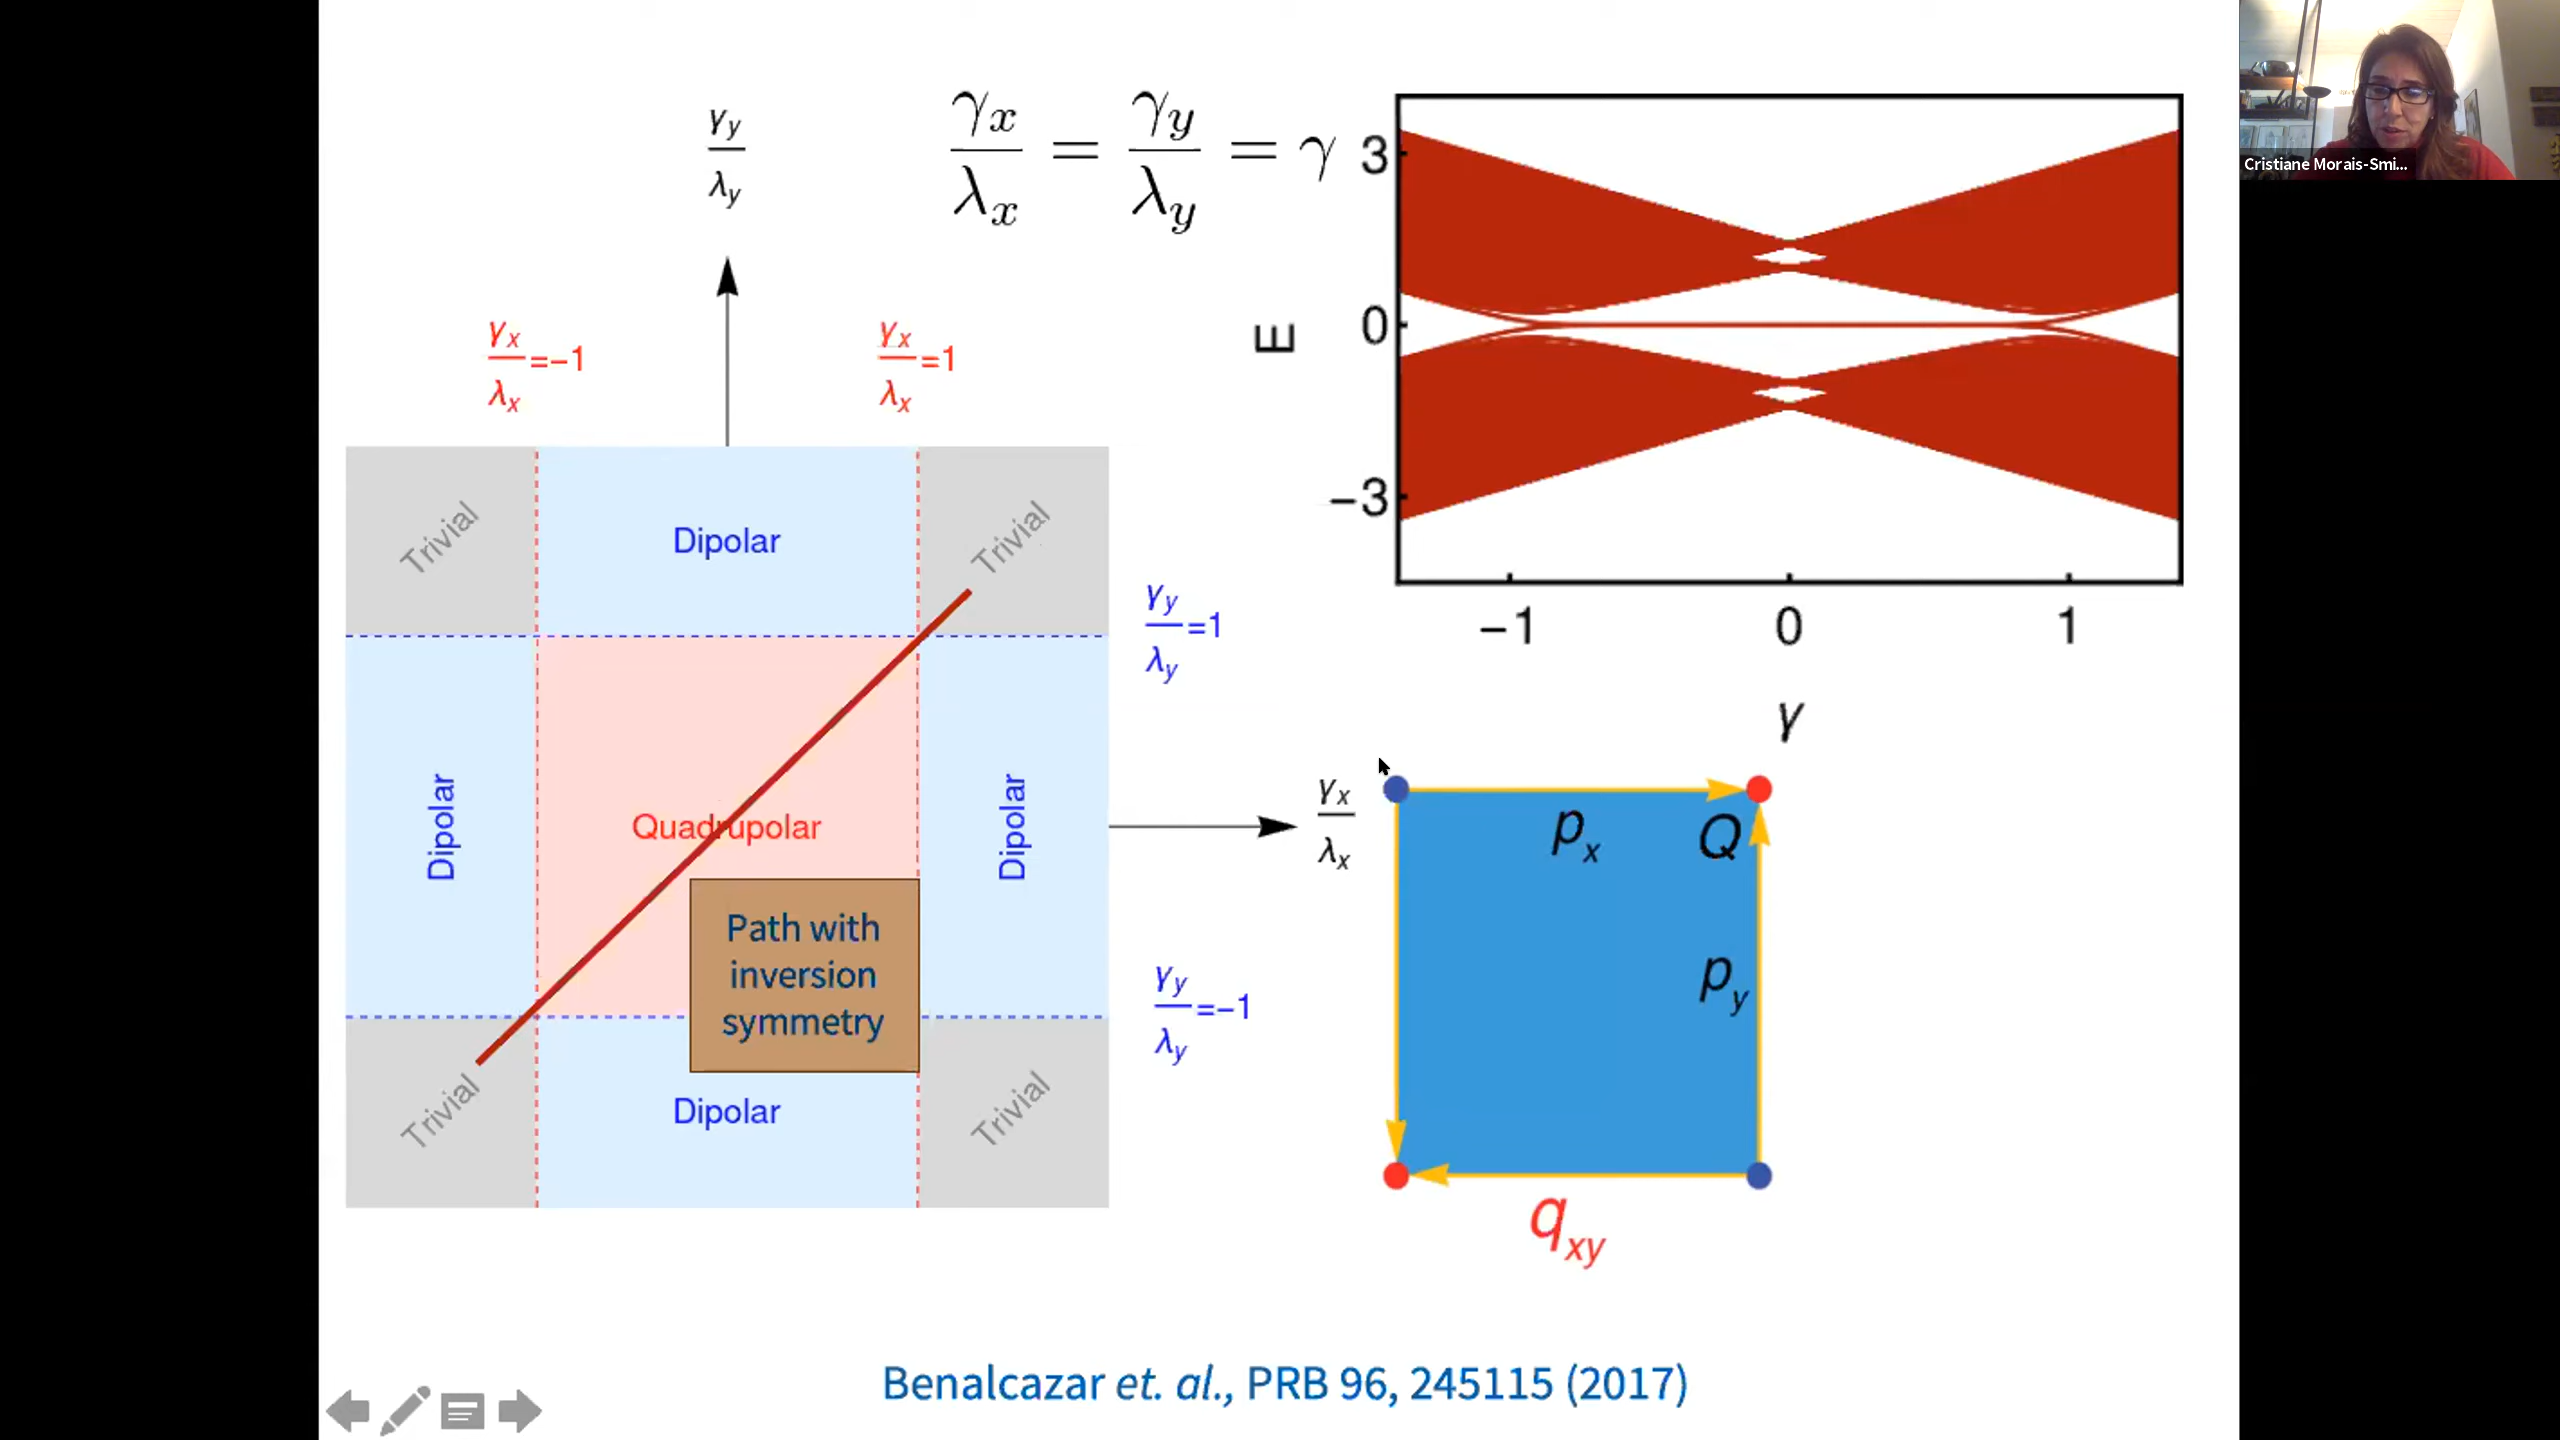 γy/λy
γx/λx = γy/λy = γ
γx/λx =−1
γx/λx =1
Trivial
Dipolar
Trivial
γy/λy =1
Dipolar
Quadrupolar
Dipolar
γx/λx
Path with
inversion
symmetry
γy/λy =−1
Trivial
Dipolar
Trivial
E
3
0
−3
−1 0 1
γ
px
Q
py
qxy
Benalcazar et. al., PRB 96, 245115 (2017)
Cristiane Morais-Smi...